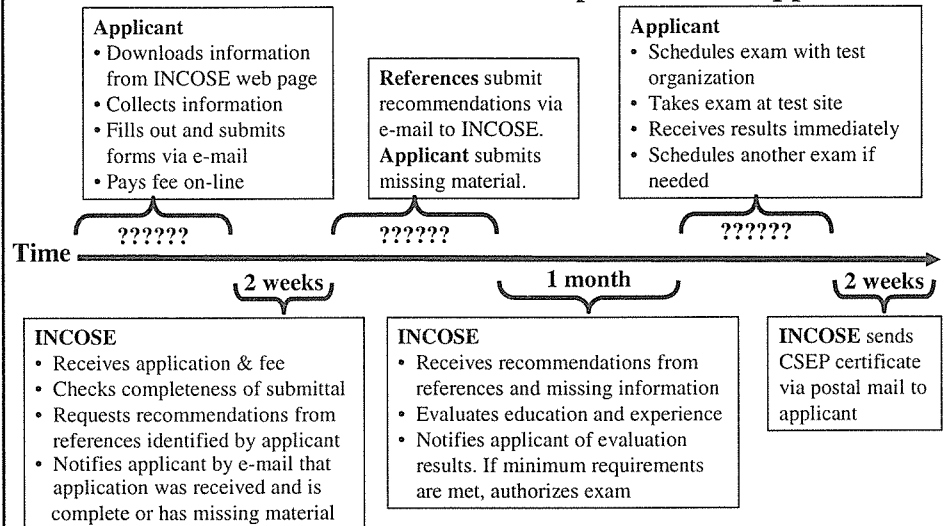 Applicant
• Downloads information
from INCOSE web page
• Collects information
• Fills out and submits
forms via e-mail
• Pays fee on-line
References submit
recommendations via
e-mail to INCOSE.
Applicant submits
missing material.
Applicant
• Schedules exam with test
organization
• Takes exam at test site
• Receives results immediately
• Schedules another exam if
needed
??????
??????
??????
Time
2 weeks
1 month
2 weeks
INCOSE
• Receives application & fee
• Checks completeness of submittal
• Requests recommendations from
references identified by applicant
• Notifies applicant by e-mail that
application was received and is
complete or has missing material
INCOSE
• Receives recommendations from
references and missing information
• Evaluates education and experience
• Notifies applicant of evaluation
results. If minimum requirements
are met, authorizes exam
INCOSE sends
CSEP certificate
via postal mail to
applicant